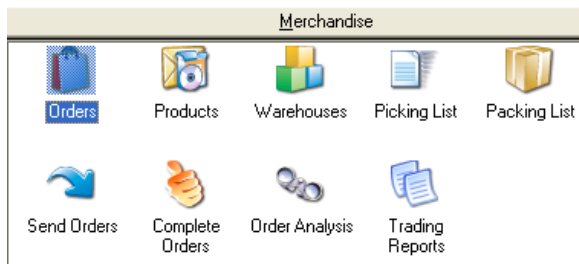 Merchandise
Orders Products Warehouses Picking List Packing List
Send Orders Complete Order Analysis Trading
Orders Reports